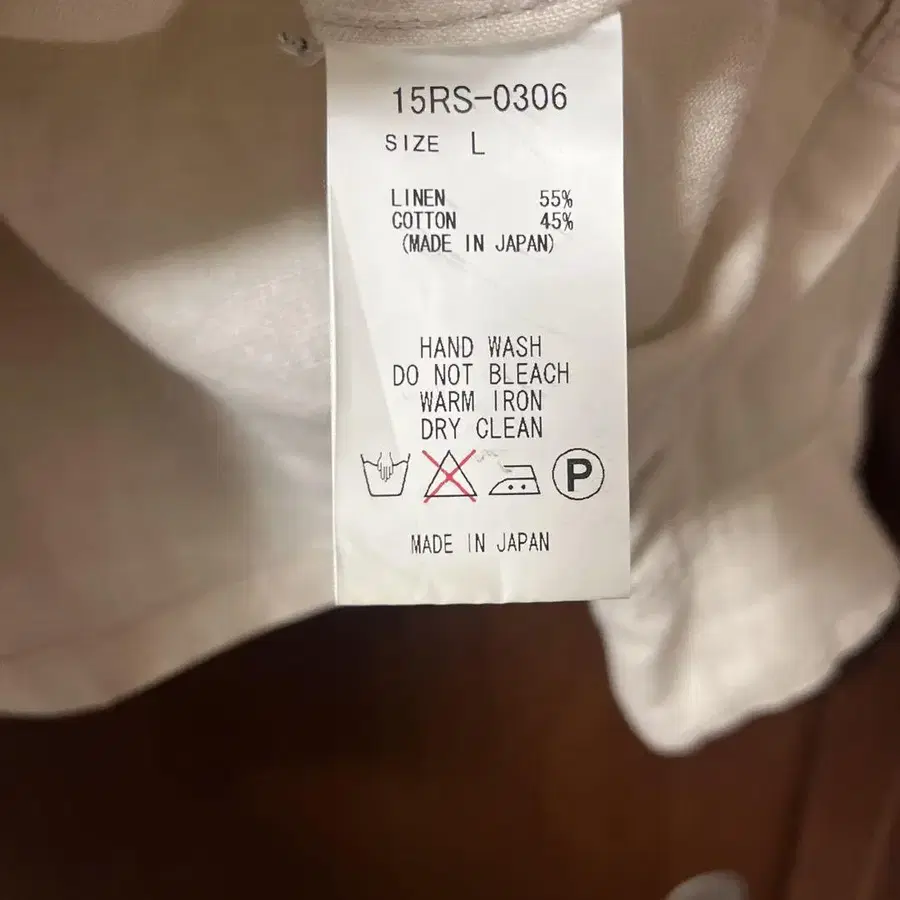 15RS-0306
SIZE L
LINEN 55%
COTTON 45%
(MADE IN JAPAN)
HAND WASH
DO NOT BLEACH
WARM IRON
DRY CLEAN
P
MADE IN JAPAN